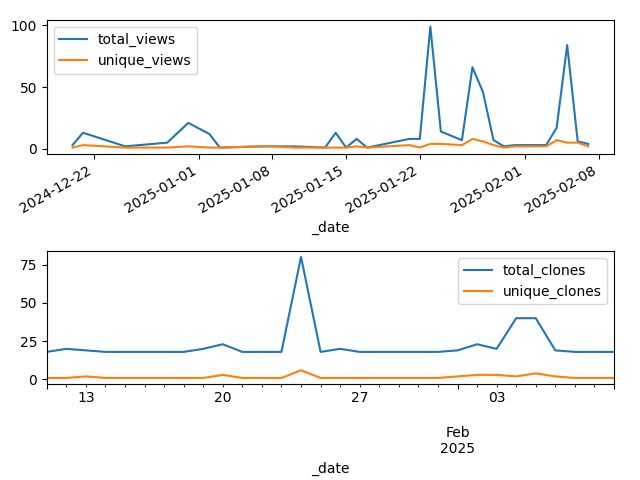 100
50
0
total_views
unique_views
2024-12-22
2025-01-01
2025-01-08
2025-01-15
2025-01-22
2025-02-01
2025-02-08
_date
75
50
25
0
total_clones
unique_clones
13
20
27
03
Feb
2025
_date